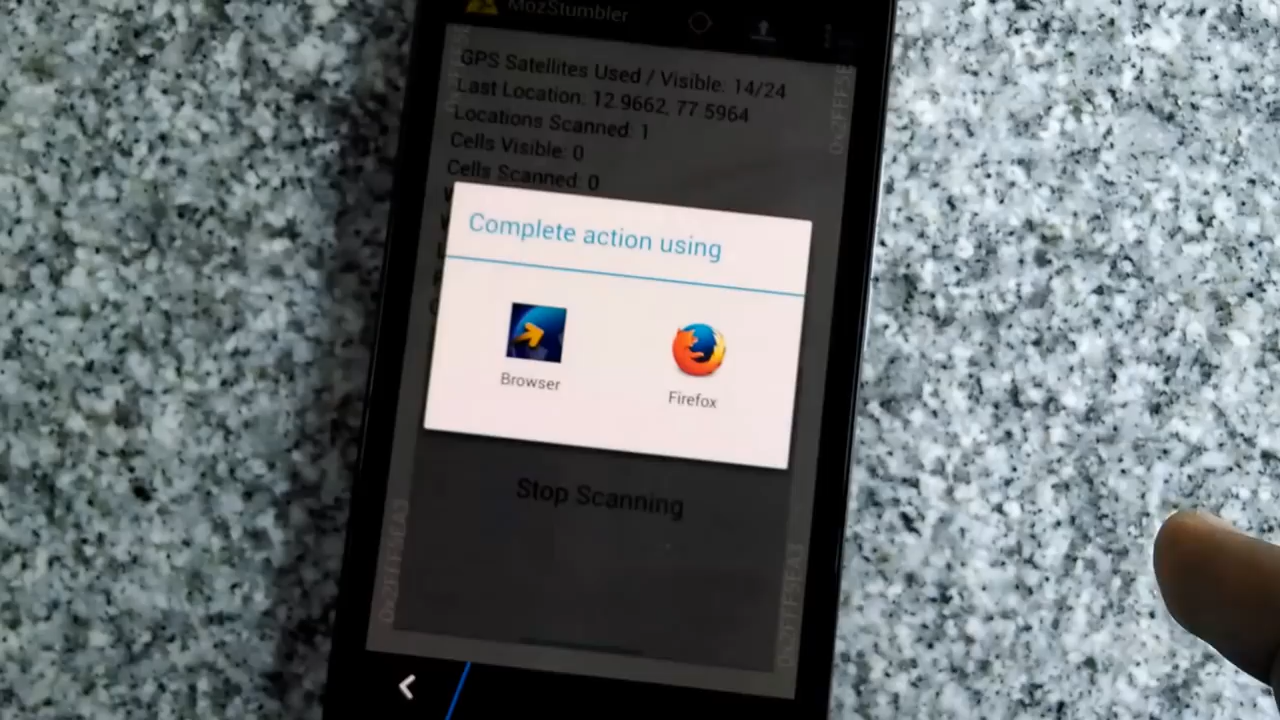 MozStumbler
GPS Satellites Used / Visible: 14/24
Last Location: 12.9662, 77.5964
Locations Scanned: 1
Cells Visible: 0
Cells Scanned: 0
Complete action using
Browser
Firefox
Stop Scanning